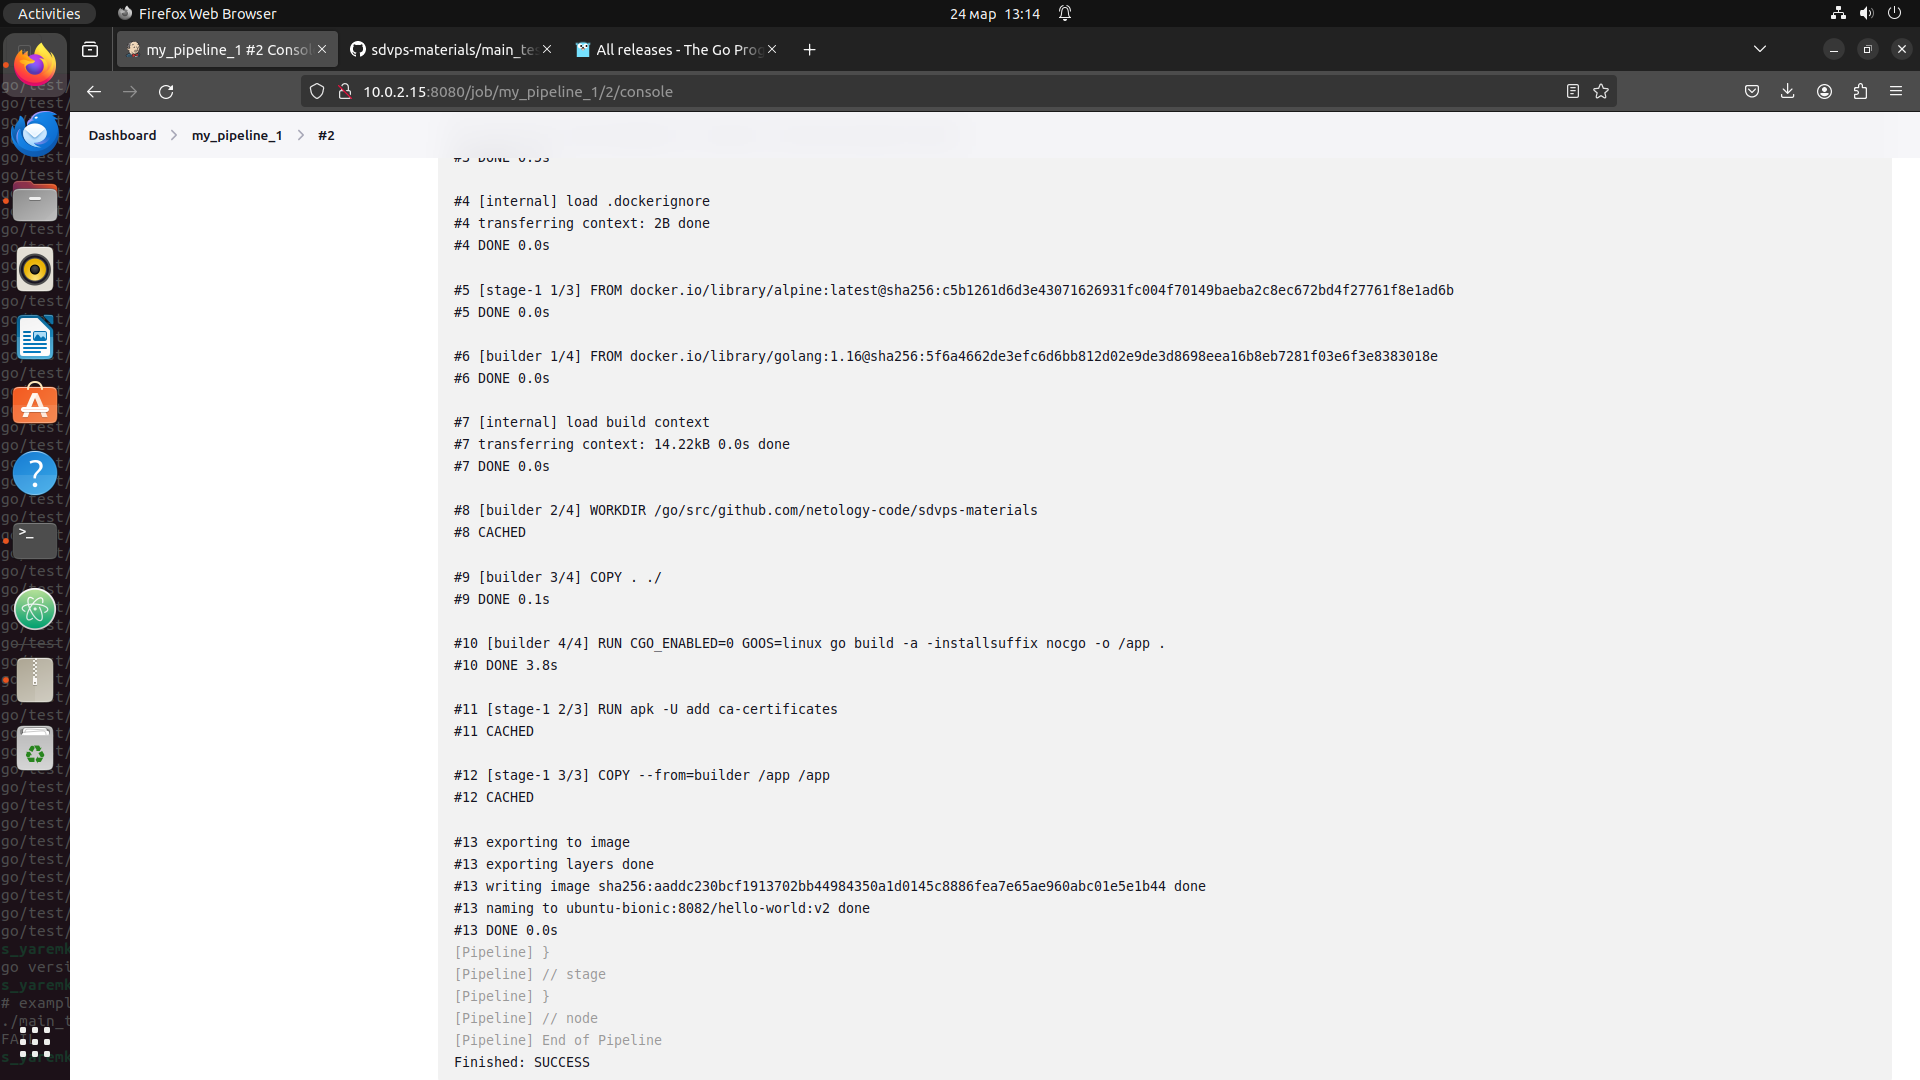 Activities
Firefox Web Browser
24 мар 13:14
my_pipeline_1 #2 Conso
sdvps-materials/main_te
All releases - The Go Prog
10.0.2.15:8080/job/my_pipeline_1/2/console
Dashboard
my_pipeline_1
#2
#3 DONE 0.5s
#4 [internal] load .dockerignore
#4 transferring context: 2B done
#4 DONE 0.0s
#5 [stage-1 1/3] FROM docker.io/library/alpine:latest@sha256:c5b1261d6d3e43071626931fc004f70149baeba2c8ec672bd4f27761f8e1ad6b
#5 DONE 0.0s
#6 [builder 1/4] FROM docker.io/library/golang:1.16@sha256:5f6a4662de3efc6d6bb812d02e9de3d8698eea16b8eb7281f03e6f3e8383018e
#6 DONE 0.0s
#7 [internal] load build context
#7 transferring context: 14.22kB 0.0s done
#7 DONE 0.0s
#8 [builder 2/4] WORKDIR /go/src/github.com/netology-code/sdvps-materials
#8 CACHED
#9 [builder 3/4] COPY . ./
#9 DONE 0.1s
#10 [builder 4/4] RUN CGO_ENABLED=0 GOOS=linux go build -a -installsuffix nocgo -o /app .
#10 DONE 3.8s
#11 [stage-1 2/3] RUN apk -U add ca-certificates
#11 CACHED
#12 [stage-1 3/3] COPY --from=builder /app /app
#12 CACHED
#13 exporting to image
#13 exporting layers done
#13 writing image sha256:aaddc230bcf1913702bb44984350a1d0145c8886fea7e65ae960abc01e5e1b44 done
#13 naming to ubuntu-bionic:8082/hello-world:v2 done
#13 DONE 0.0s
[Pipeline] }
[Pipeline] // stage
[Pipeline] }
[Pipeline] // node
[Pipeline] End of Pipeline
Finished: SUCCESS